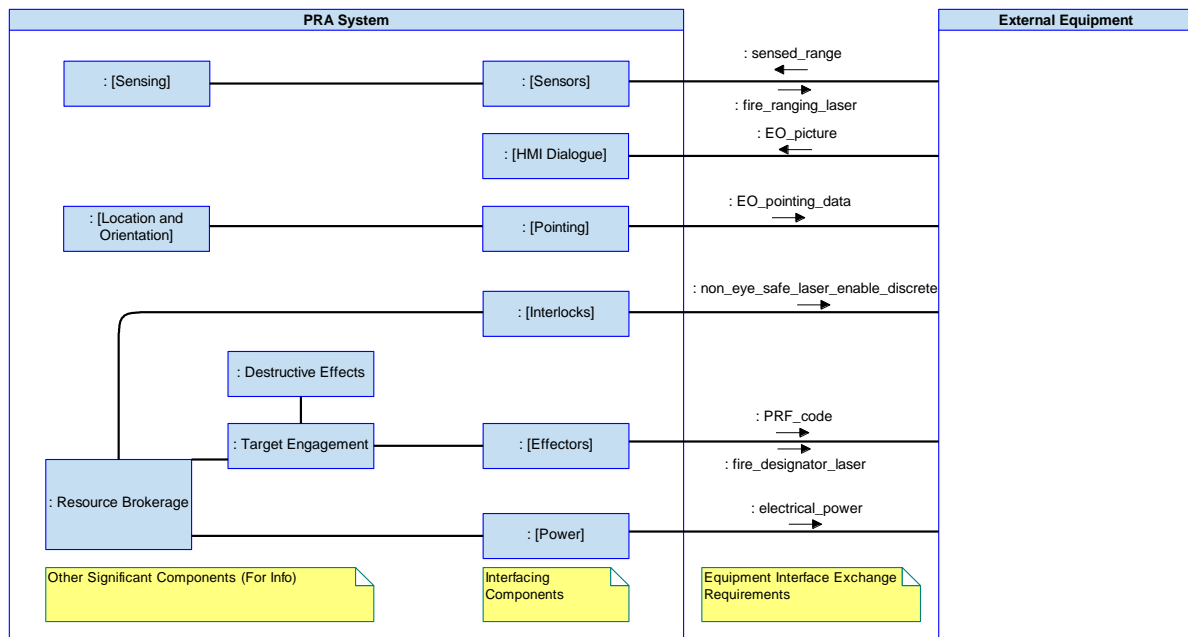 PRA System
External Equipment
: [Sensing]
: [Sensors]
: sensed_range
: fire_ranging_laser
: [HMI Dialogue]
: EO_picture
: [Location and
Orientation]
: [Pointing]
: EO_pointing_data
: [Interlocks]
: non_eye_safe_laser_enable_discrete
: Destructive Effects
: Target Engagement
: [Effectors]
: PRF_code
: fire_designator_laser
: Resource Brokerage
: [Power]
: electrical_power
Other Significant Components (For Info)
Interfacing
Components
Equipment Interface Exchange
Requirements